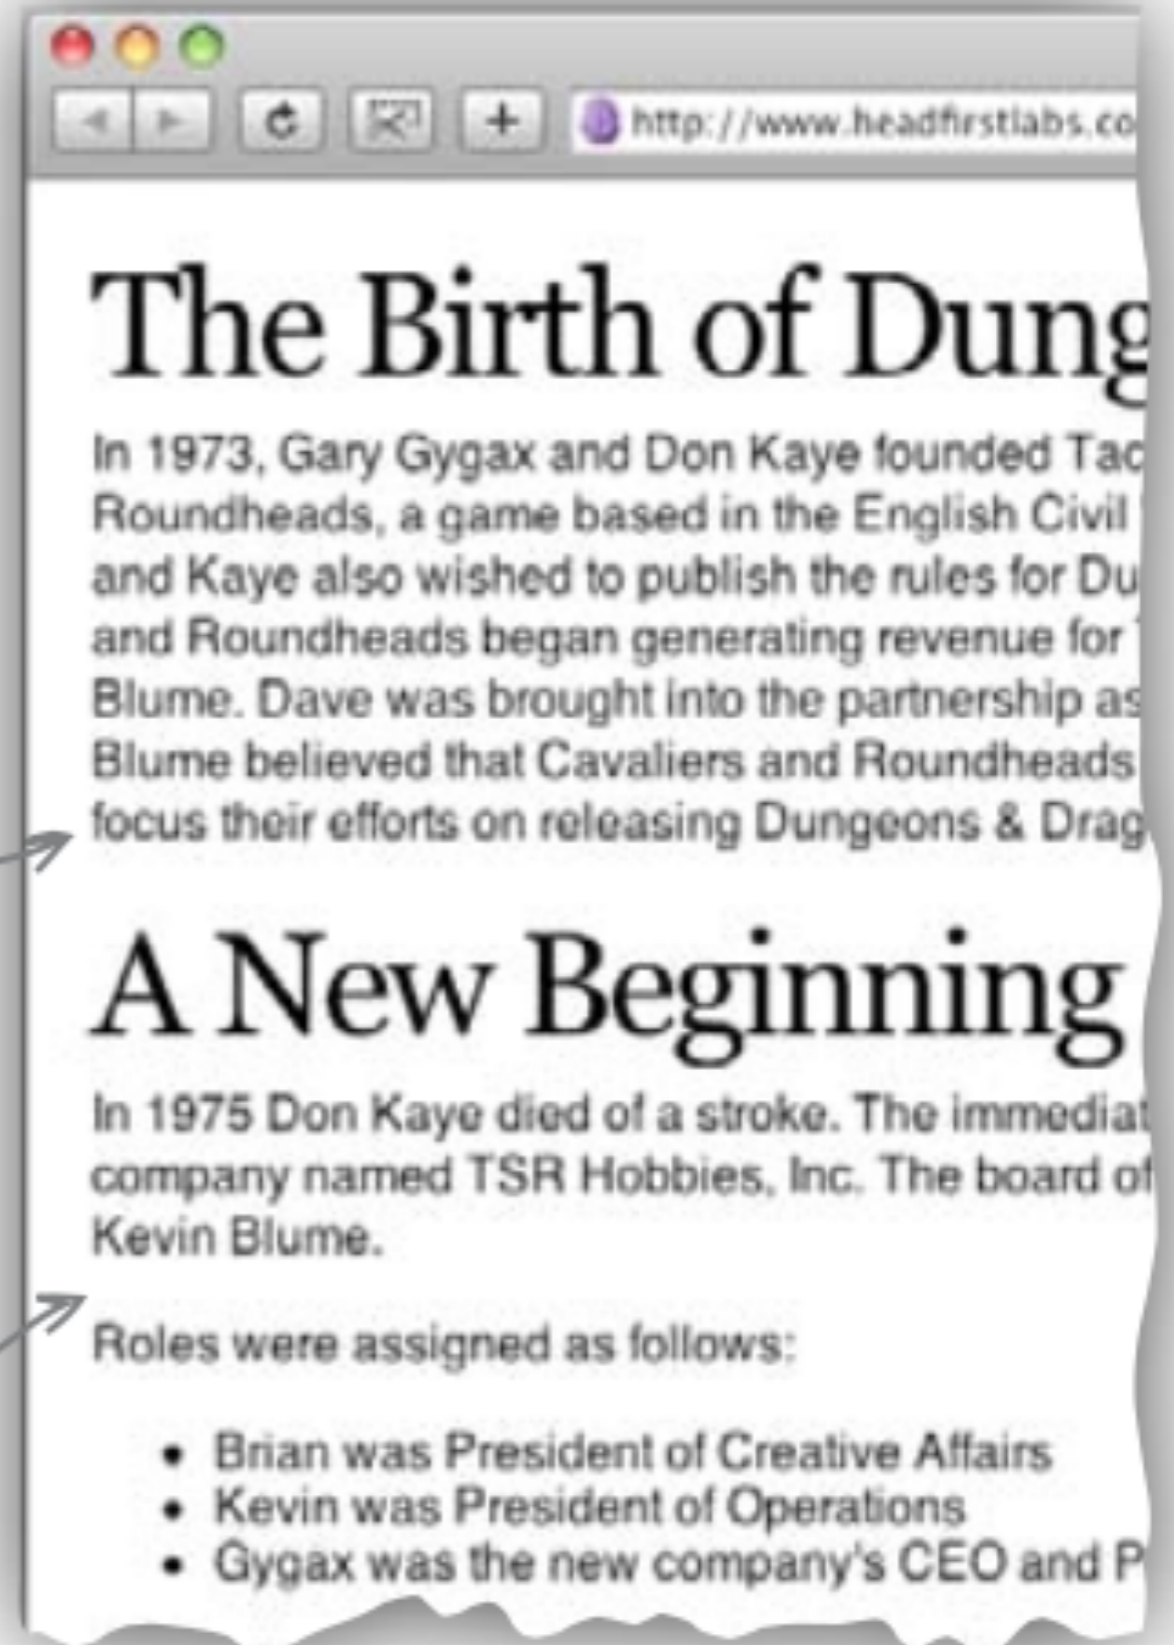 http://www.headfirstlabs.co
The Birth of Dung
In 1973, Gary Gygax and Don Kaye founded Tac
Roundheads, a game based in the English Civil
and Kaye also wished to publish the rules for Du
and Roundheads began generating revenue for
Blume. Dave was brought into the partnership as
Blume believed that Cavaliers and Roundheads
focus their efforts on releasing Dungeons & Drag
A New Beginning
In 1975 Don Kaye died of a stroke. The immediat
company named TSR Hobbies, Inc. The board of
Kevin Blume.
Roles were assigned as follows:
• Brian was President of Creative Affairs
• Kevin was President of Operations
• Gygax was the new company's CEO and P